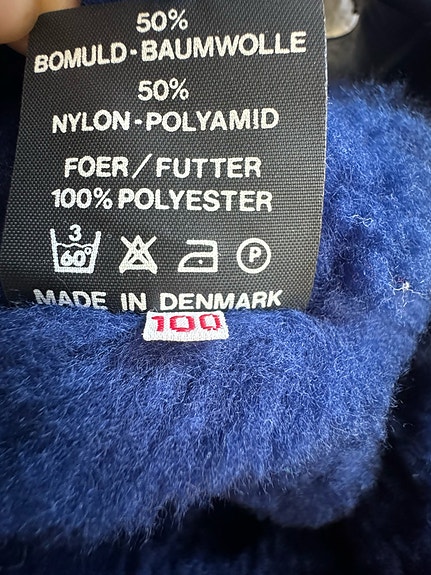 50%
BOMULD-BAUMWOLLE
50%
NYLON-POLYAMID
FOER/FUTTER
100% POLYESTER
3
60° P
MADE IN DENMARK
100